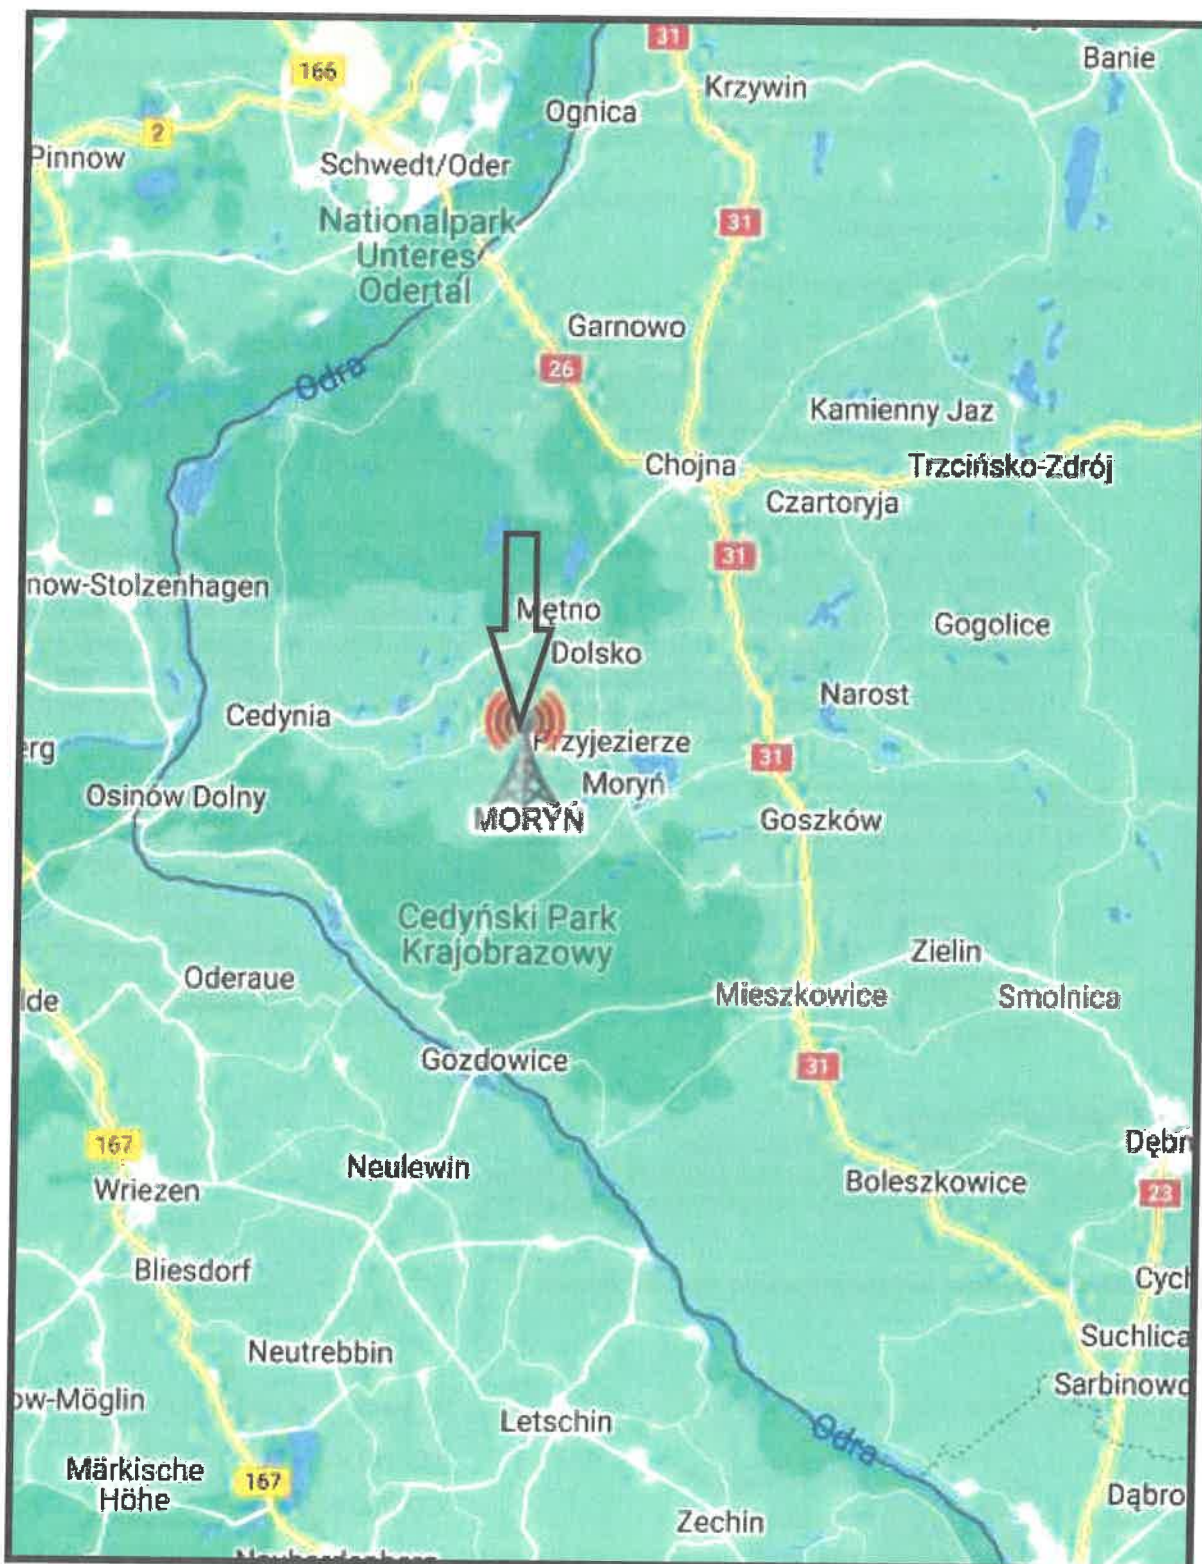 31
Banie
166
Krzywin
Ognica
2
Pinnow
Schwedt/Oder
Nationalpark
Unteres
Odertal
31
Garnowo
26
Odra
Kamienny Jaz
Chojna
Trzcińsko-Zdrój
Czartoryja
31
now-Stolzenhagen
Mętno
Gogolice
Dolsko
Narost
Cedynia
erg
Przyjezierze
31
Moryń
Osinów Dolny
MORYŃ
Goszków
Cedyński Park
Krajobrazowy
Zielin
Oderaue
lde
Mieszkowice
Smolnica
Gozdowice
31
167
Dębn
Neulewin
Wriezen
Boleszkowice
23
Bliesdorf
Cych
Suchlica
Neutrebbin
Sarbinowo
ow-Möglin
Letschin
Odra
Märkische
Höhe
167
Dąbro
Zechin